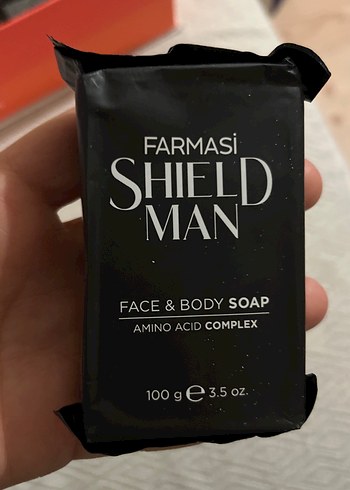 FARMASİ
SHIELD
MAN
FACE & BODY SOAP
AMINO ACID COMPLEX
100 g ℮ 3.5 oz.